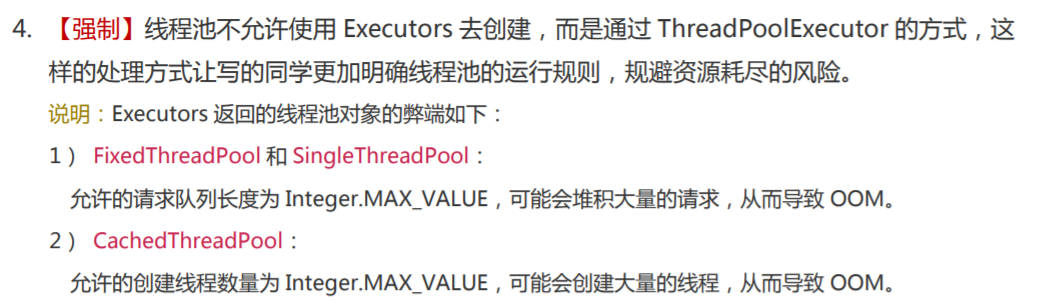 4. 【强制】线程池不允许使用 Executors 去创建，而是通过 ThreadPoolExecutor 的方式，这
样的处理方式让写的同学更加明确线程池的运行规则，规避资源耗尽的风险。
说明：Executors 返回的线程池对象的弊端如下：
1） FixedThreadPool 和 SingleThreadPool：
允许的请求队列长度为 Integer.MAX_VALUE，可能会堆积大量的请求，从而导致 OOM。
2） CachedThreadPool：
允许的创建线程数量为 Integer.MAX_VALUE，可能会创建大量的线程，从而导致 OOM。